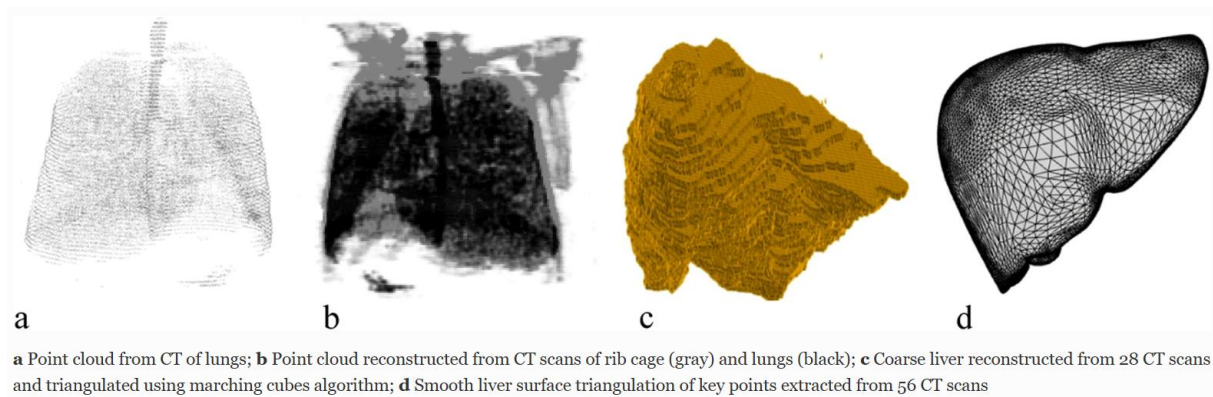 a
b
c
d
a Point cloud from CT of lungs; b Point cloud reconstructed from CT scans of rib cage (gray) and lungs (black); c Coarse liver reconstructed from 28 CT scans
and triangulated using marching cubes algorithm; d Smooth liver surface triangulation of key points extracted from 56 CT scans